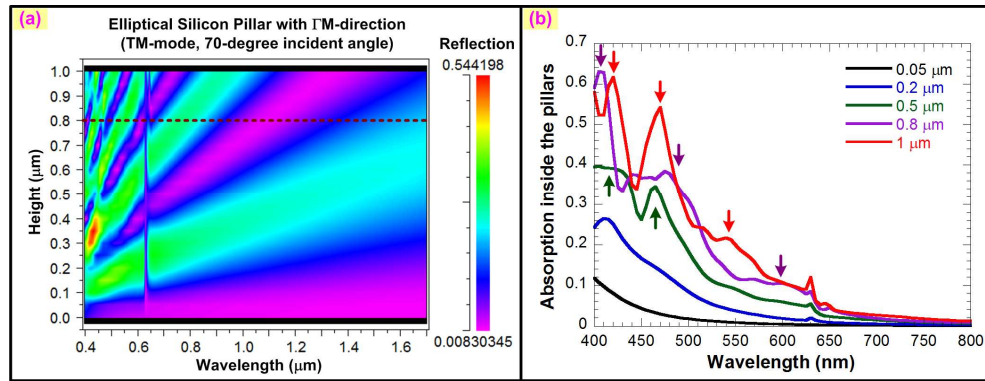 (a)
Elliptical Silicon Pillar with ΓM-direction
(TM-mode, 70-degree incident angle)
Reflection
0.544198
0.00830345
Height (μm)
1.0
0.9
0.8
0.7
0.6
0.5
0.4
0.3
0.2
0.1
0.0
0.4 0.6 0.8 1.0 1.2 1.4 1.6
Wavelength (μm)
(b)
Absorption inside the pillars
0.7
0.6
0.5
0.4
0.3
0.2
0.1
0
400 450 500 550 600 650 700 750 800
Wavelength (nm)
0.05 μm
0.2 μm
0.5 μm
0.8 μm
1 μm